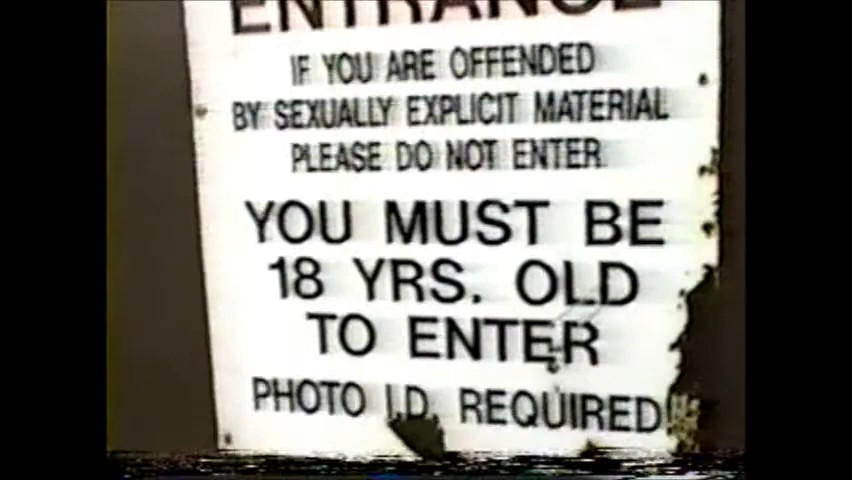 ENTRANCE
IF YOU ARE OFFENDED
BY SEXUALLY EXPLICIT MATERIAL
PLEASE DO NOT ENTER
YOU MUST BE
18 YRS. OLD
TO ENTER
PHOTO I.D. REQUIRED